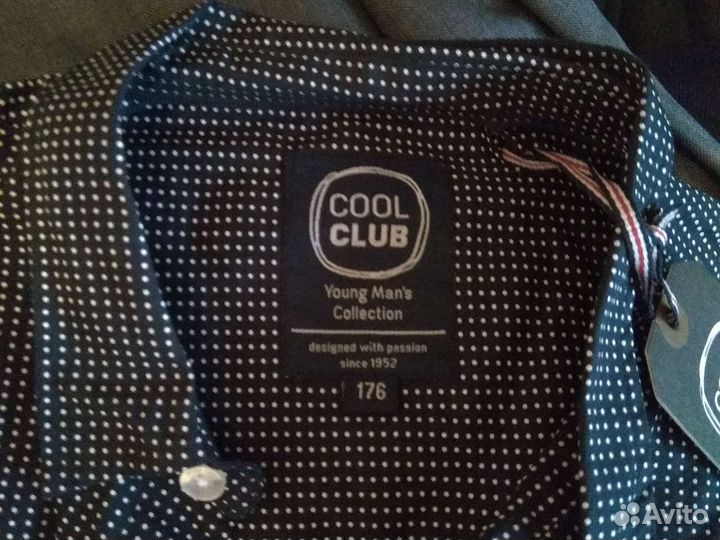 COOL
CLUB
Young Man's
Collection
designed with passion
since 1952
176
Avito